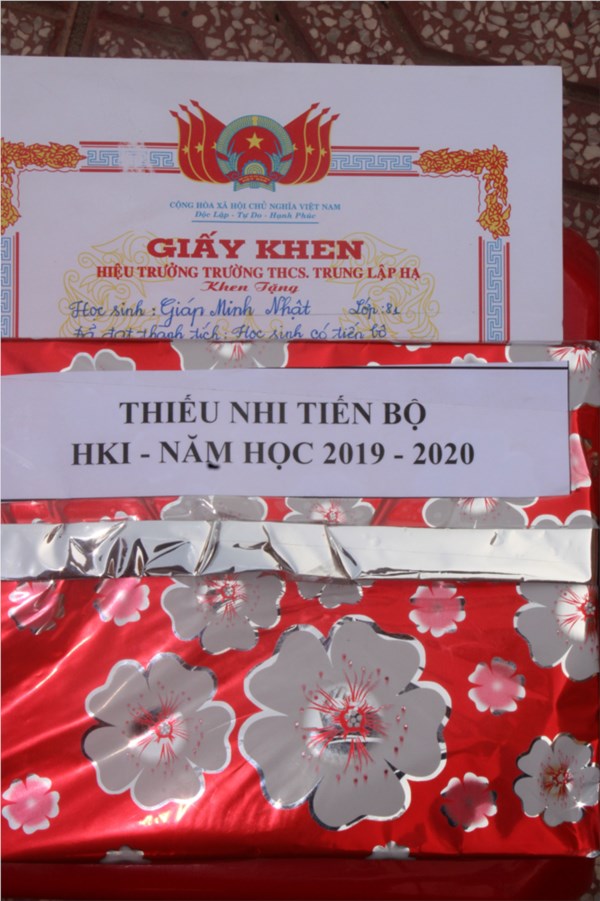 CỘNG HÒA XÃ HỘI CHỦ NGHĨA VIỆT NAM
Độc Lập - Tự Do - Hạnh Phúc
GIẤY KHEN
HIỆU TRƯỞNG TRƯỜNG THCS. TRUNG LẬP HẠ
Khen Tặng
Học sinh : Giáp Minh Nhật Lớp: 8
Đã đạt thành tích: Học sinh có tiến bộ
THIẾU NHI TIẾN BỘ
HKI - NĂM HỌC 2019 - 2020